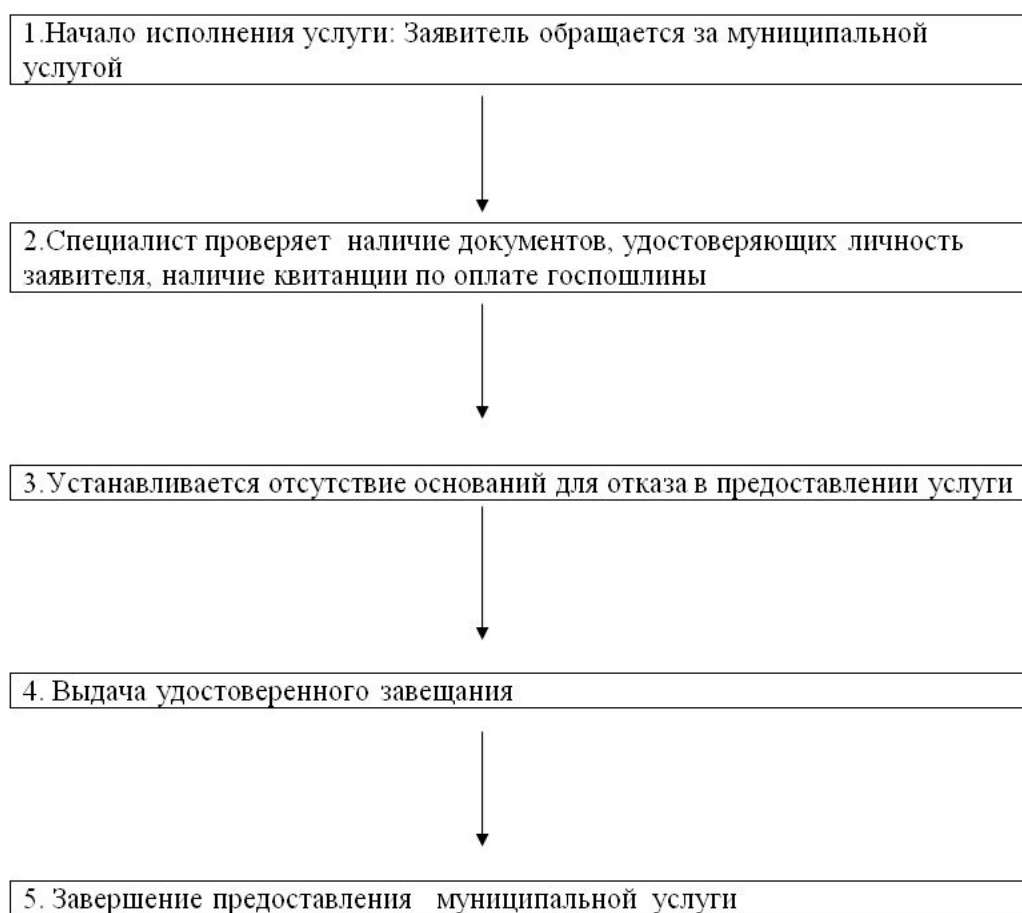 1.Начало исполнения услуги: Заявитель обращается за муниципальной
услугой
2.Специалист проверяет  наличие документов, удостоверяющих личность
заявителя, наличие квитанции по оплате госпошлины
3.Устанавливается отсутствие оснований для отказа в предоставлении услуги
4. Выдача удостоверенного завещания
5. Завершение предоставления   муниципальной  услуги